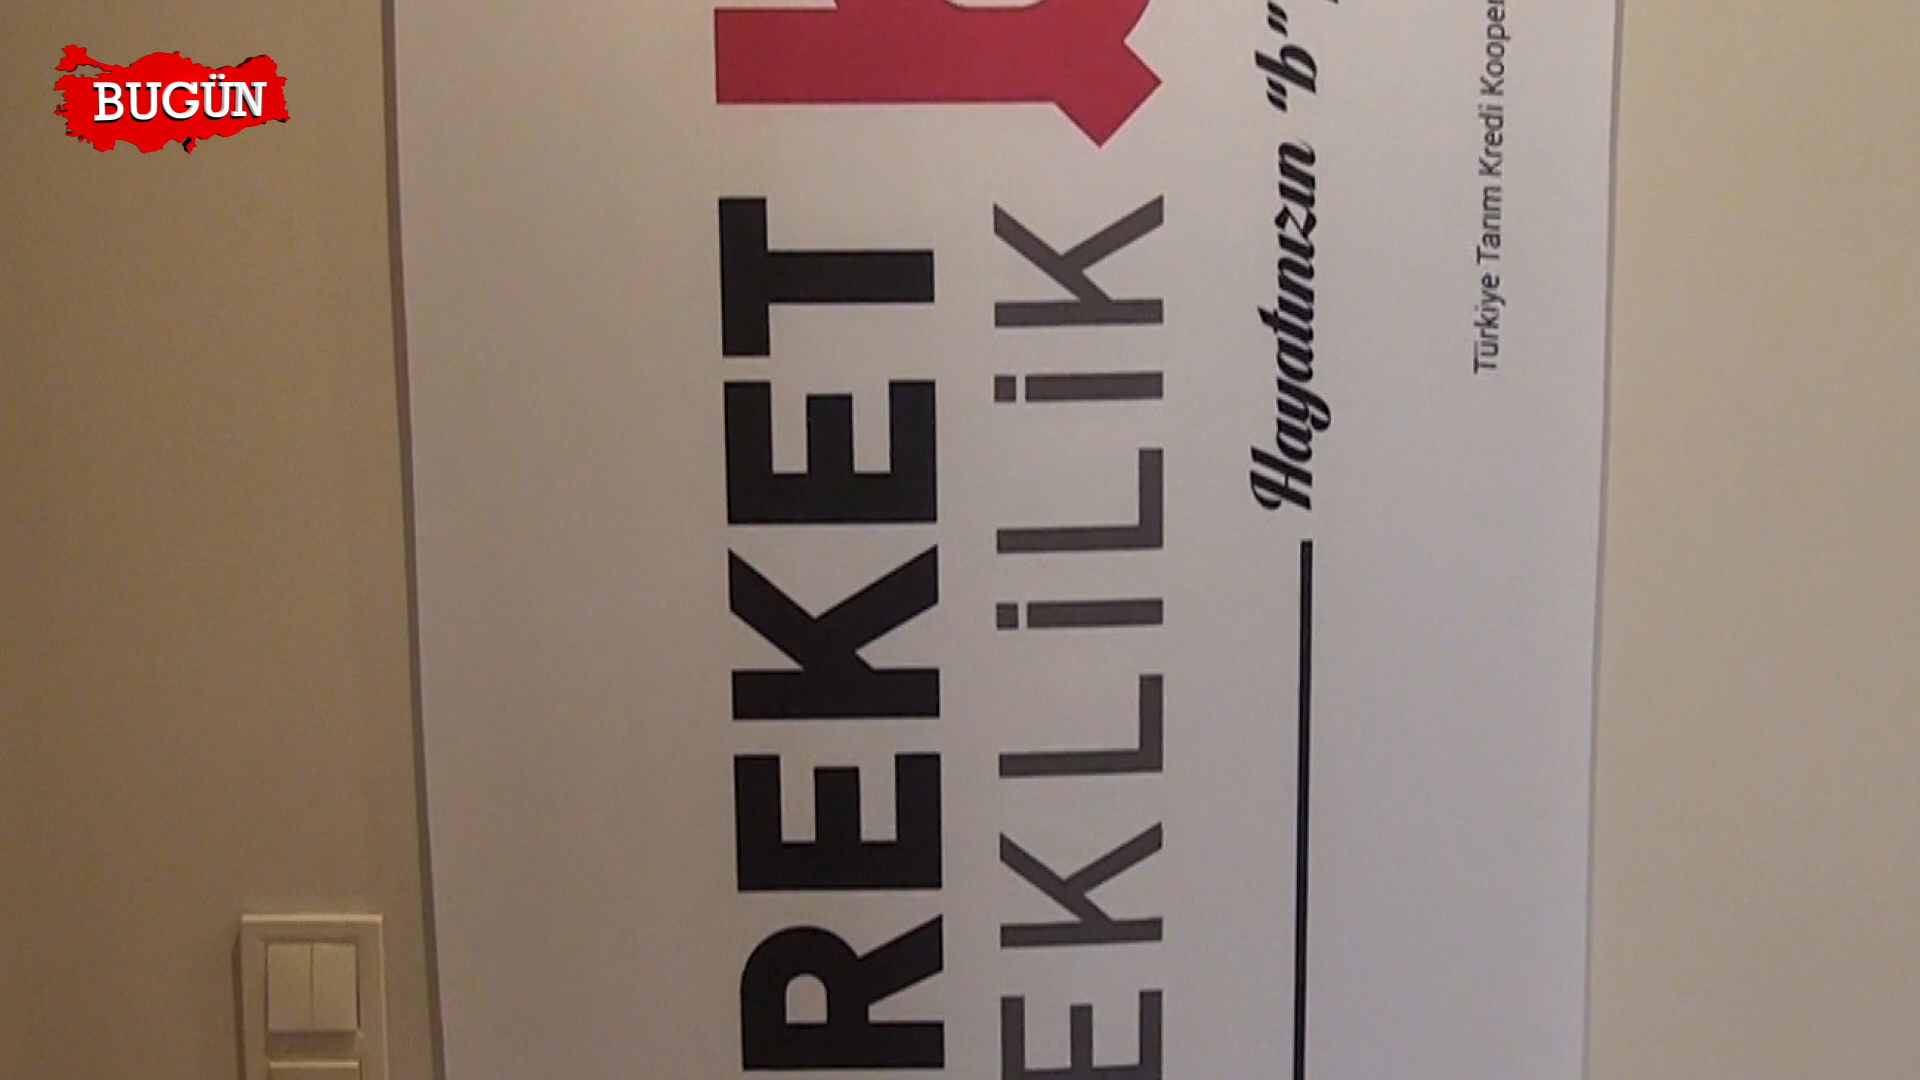 BUGÜN
REKET
EKLİLİK
Hayatınızın "b"
Türkiye Tarım Kredi Kooper